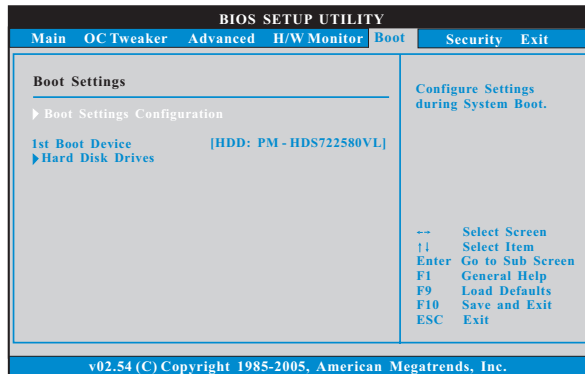 BIOS SETUP UTILITY
Main OC Tweaker Advanced H/W Monitor Boot Security Exit
Boot Settings
Boot Settings Configuration
1st Boot Device [HDD: PM - HDS722580VL]
Hard Disk Drives
Configure Settings
during System Boot.
←→ Select Screen
↑↓ Select Item
Enter Go to Sub Screen
F1 General Help
F9 Load Defaults
F10 Save and Exit
ESC Exit
v02.54 (C) Copyright 1985-2005, American Megatrends, Inc.